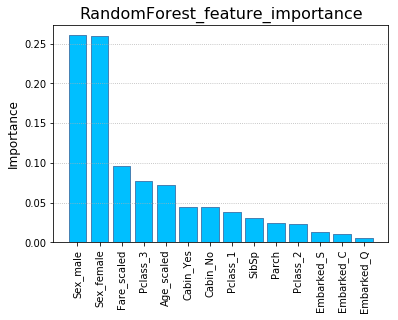 RandomForest_feature_importance
Importance
0.25
0.20
0.15
0.10
0.05
0.00
Sex_male
Sex_female
Fare_scaled
Pclass_3
Age_scaled
Cabin_Yes
Cabin_No
Pclass_1
SibSp
Parch
Pclass_2
Embarked_S
Embarked_C
Embarked_Q